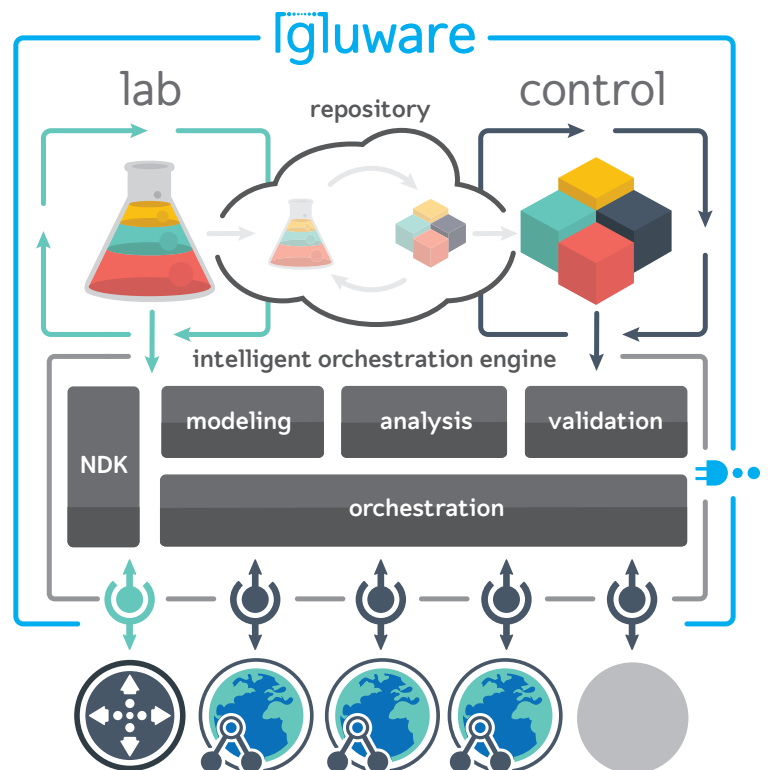 gluware
lab
control
repository
intelligent orchestration engine
modeling
analysis
validation
NDK
orchestration